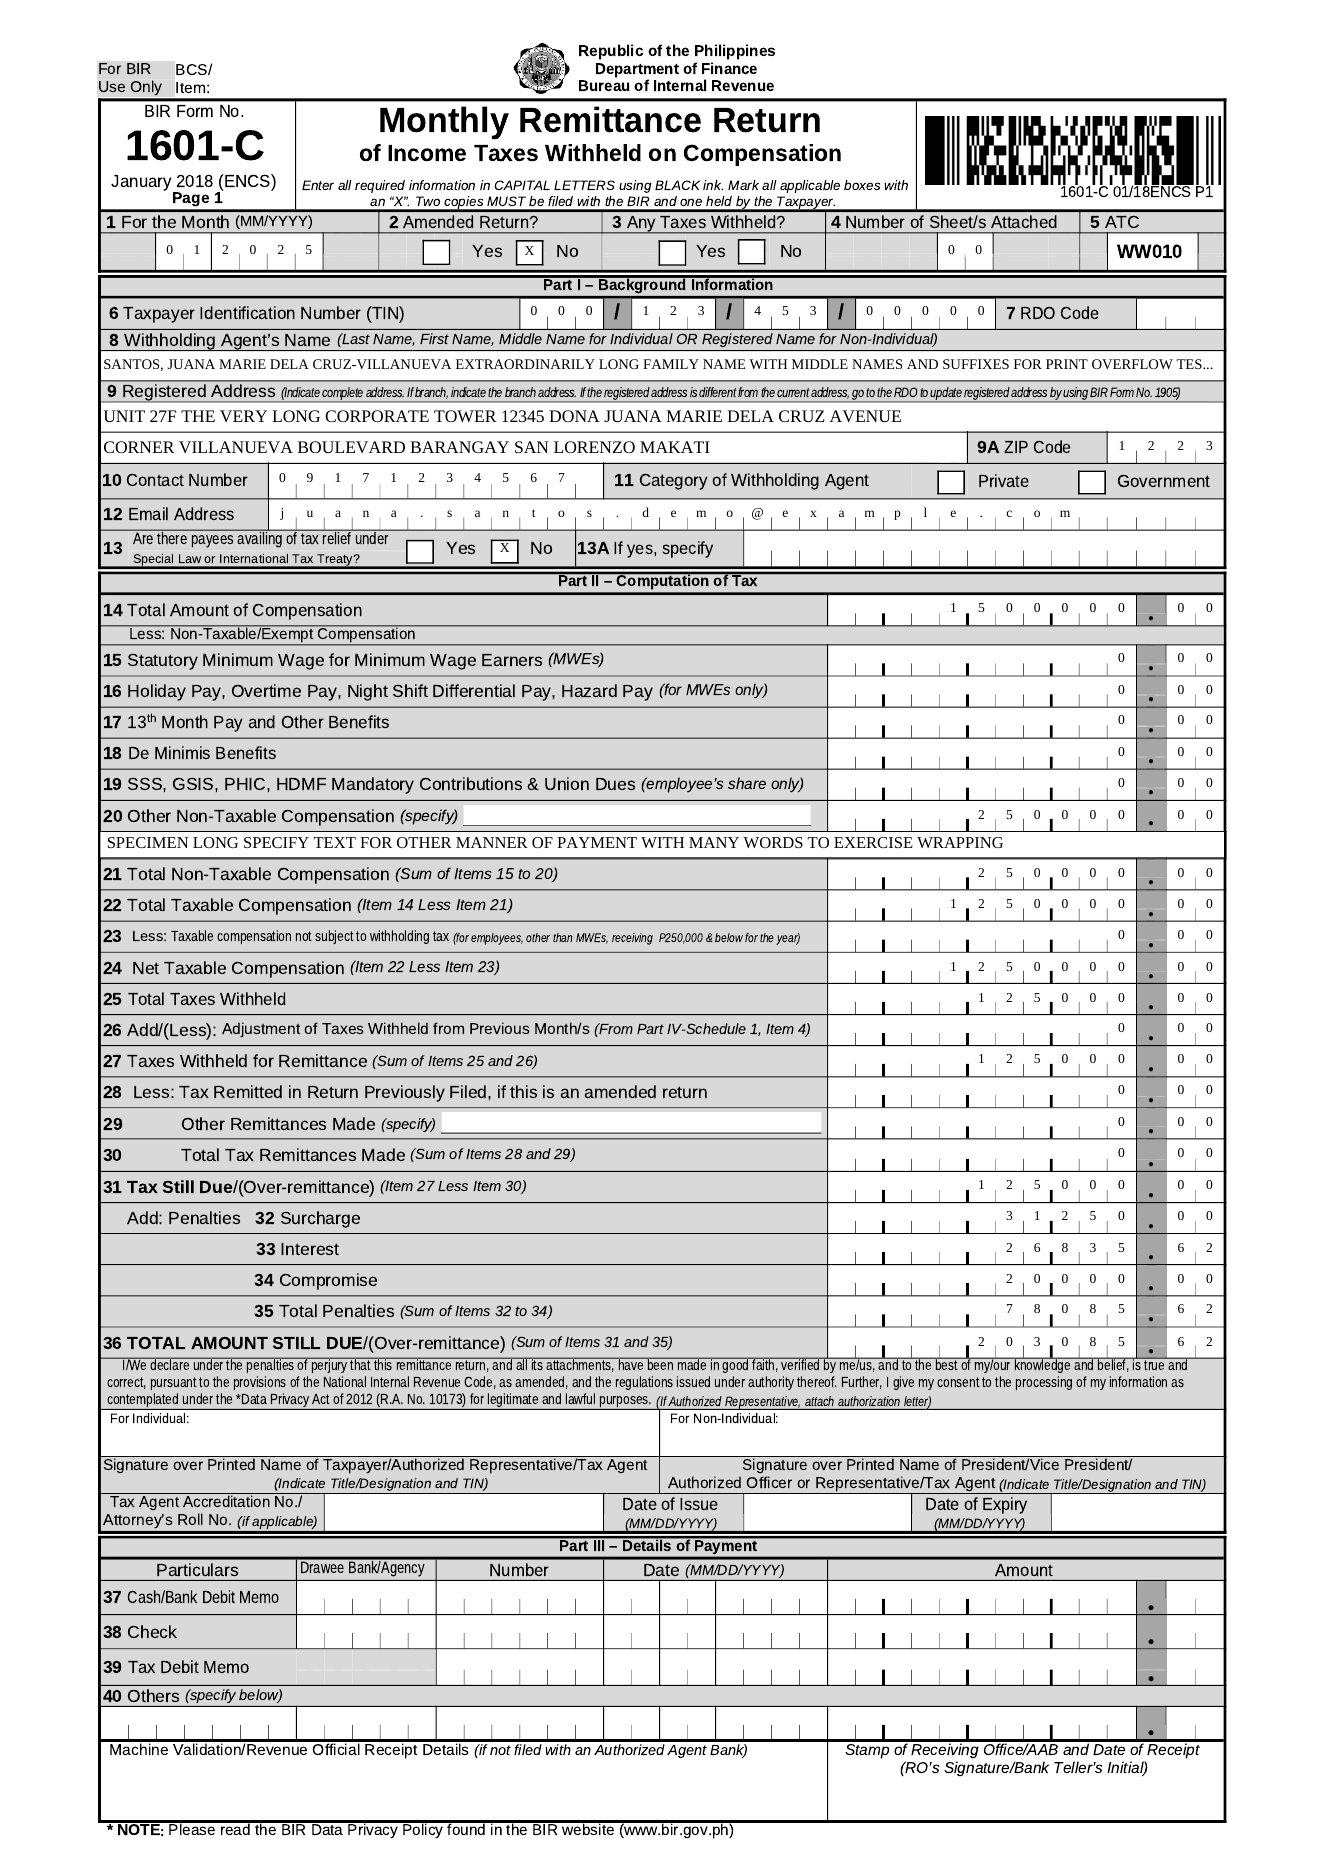 Republic of the Philippines
Department of Finance
Bureau of Internal Revenue
For BIR Use Only
BCS/ Item:
BIR Form No.
1601-C
January 2018 (ENCS)
Page 1
Monthly Remittance Return
of Income Taxes Withheld on Compensation
Enter all required information in CAPITAL LETTERS using BLACK ink. Mark all applicable boxes with
an “X”. Two copies MUST be filed with the BIR and one held by the Taxpayer.
1601-C 01/18ENCS P1
1 For the Month (MM/YYYY) 2 Amended Return? 3 Any Taxes Withheld? 4 Number of Sheet/s Attached 5 ATC
0 1 2 0 2 5 Yes X No Yes No 0 0 WW010
Part I – Background Information
6 Taxpayer Identification Number (TIN) 0 0 0 / 1 2 3 / 4 5 3 / 0 0 0 0 0 7 RDO Code
8 Withholding Agent’s Name (Last Name, First Name, Middle Name for Individual OR Registered Name for Non-Individual)
SANTOS, JUANA MARIE DELA CRUZ-VILLANUEVA EXTRAORDINARILY LONG FAMILY NAME WITH MIDDLE NAMES AND SUFFIXES FOR PRINT OVERFLOW TES...
9 Registered Address (Indicate complete address. If branch, indicate the branch address. If the registered address is different from the current address, go to the RDO to update registered address by using BIR Form No. 1905)
UNIT 27F THE VERY LONG CORPORATE TOWER 12345 DONA JUANA MARIE DELA CRUZ AVENUE
CORNER VILLANUEVA BOULEVARD BARANGAY SAN LORENZO MAKATI 9A ZIP Code 1 2 2 3
10 Contact Number 0 9 1 7 1 2 3 4 5 6 7 11 Category of Withholding Agent Private Government
12 Email Address j u a n a . s a n t o s . d e m o @ e x a m p l e . c o m
13 Are there payees availing of tax relief under
Special Law or International Tax Treaty? Yes X No 13A If yes, specify
Part II – Computation of Tax
14 Total Amount of Compensation 1 5 0 0 0 0 0 . 0 0
Less: Non-Taxable/Exempt Compensation
15 Statutory Minimum Wage for Minimum Wage Earners (MWEs) 0 . 0 0
16 Holiday Pay, Overtime Pay, Night Shift Differential Pay, Hazard Pay (for MWEs only) 0 . 0 0
17 13th Month Pay and Other Benefits 0 . 0 0
18 De Minimis Benefits 0 . 0 0
19 SSS, GSIS, PHIC, HDMF Mandatory Contributions & Union Dues (employee’s share only) 0 . 0 0
20 Other Non-Taxable Compensation (specify) 2 5 0 0 0 0 . 0 0
SPECIMEN LONG SPECIFY TEXT FOR OTHER MANNER OF PAYMENT WITH MANY WORDS TO EXERCISE WRAPPING
21 Total Non-Taxable Compensation (Sum of Items 15 to 20) 2 5 0 0 0 0 . 0 0
22 Total Taxable Compensation (Item 14 Less Item 21) 1 2 5 0 0 0 0 . 0 0
23 Less: Taxable compensation not subject to withholding tax (for employees, other than MWEs, receiving P250,000 & below for the year) 0 . 0 0
24 Net Taxable Compensation (Item 22 Less Item 23) 1 2 5 0 0 0 0 . 0 0
25 Total Taxes Withheld 1 2 5 0 0 0 . 0 0
26 Add/(Less): Adjustment of Taxes Withheld from Previous Month/s (From Part IV-Schedule 1, Item 4) 0 . 0 0
27 Taxes Withheld for Remittance (Sum of Items 25 and 26) 1 2 5 0 0 0 . 0 0
28 Less: Tax Remitted in Return Previously Filed, if this is an amended return 0 . 0 0
29 Other Remittances Made (specify) 0 . 0 0
30 Total Tax Remittances Made (Sum of Items 28 and 29) 0 . 0 0
31 Tax Still Due/(Over-remittance) (Item 27 Less Item 30) 1 2 5 0 0 0 . 0 0
Add: Penalties 32 Surcharge 3 1 2 5 0 . 0 0
33 Interest 2 6 8 3 5 . 6 2
34 Compromise 2 0 0 0 0 . 0 0
35 Total Penalties (Sum of Items 32 to 34) 7 8 0 8 5 . 6 2
36 TOTAL AMOUNT STILL DUE/(Over-remittance) (Sum of Items 31 and 35) 2 0 3 0 8 5 . 6 2
I/We declare under the penalties of perjury that this remittance return, and all its attachments, have been made in good faith, verified by me/us, and to the best of my/our knowledge and belief, is true and
correct, pursuant to the provisions of the National Internal Revenue Code, as amended, and the regulations issued under authority thereof. Further, I give my consent to the processing of my information as
contemplated under the *Data Privacy Act of 2012 (R.A. No. 10173) for legitimate and lawful purposes. (If Authorized Representative, attach authorization letter)
For Individual: For Non-Individual:
Signature over Printed Name of Taxpayer/Authorized Representative/Tax Agent
(Indicate Title/Designation and TIN)
Signature over Printed Name of President/Vice President/
Authorized Officer or Representative/Tax Agent (Indicate Title/Designation and TIN)
Tax Agent Accreditation No./
Attorney’s Roll No. (if applicable)
Date of Issue
(MM/DD/YYYY)
Date of Expiry
(MM/DD/YYYY)
Part III – Details of Payment
Particulars Drawee Bank/Agency Number Date (MM/DD/YYYY) Amount
37 Cash/Bank Debit Memo .
38 Check .
39 Tax Debit Memo .
40 Others (specify below)
.
Machine Validation/Revenue Official Receipt Details (if not filed with an Authorized Agent Bank)
Stamp of Receiving Office/AAB and Date of Receipt
(RO’s Signature/Bank Teller’s Initial)
* NOTE: Please read the BIR Data Privacy Policy found in the BIR website (www.bir.gov.ph)